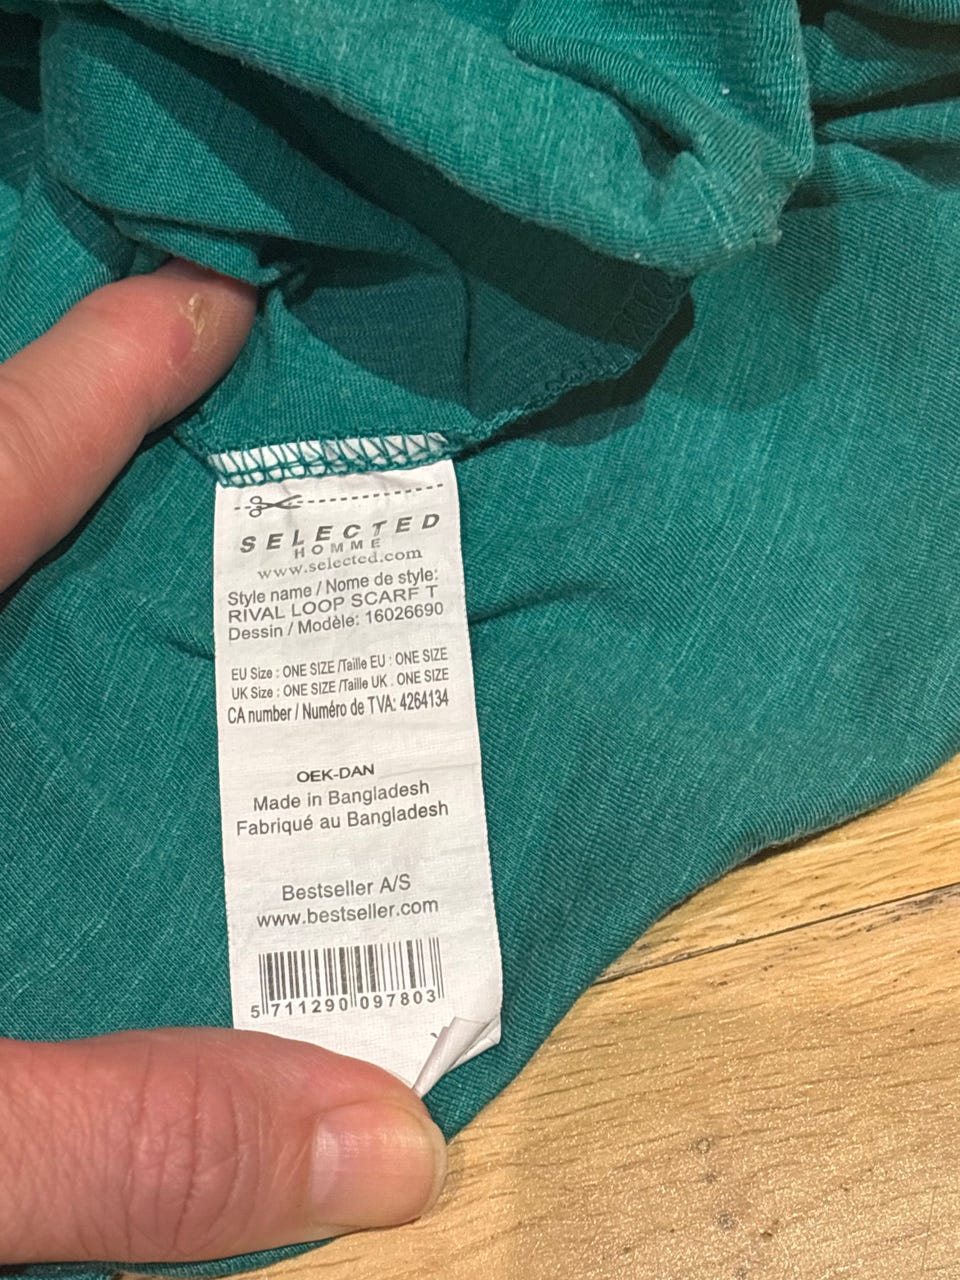 SELECTED
HOMME
www.selected.com
Style name / Nome de style:
RIVAL LOOP SCARF T
Dessin / Modèle: 16026690
EU Size : ONE SIZE /Taille EU : ONE SIZE
UK Size : ONE SIZE /Taille UK : ONE SIZE
CA number / Numéro de TVA: 4264134
OEK-DAN
Made in Bangladesh
Fabriqué au Bangladesh
Bestseller A/S
www.bestseller.com
5 711290 097803